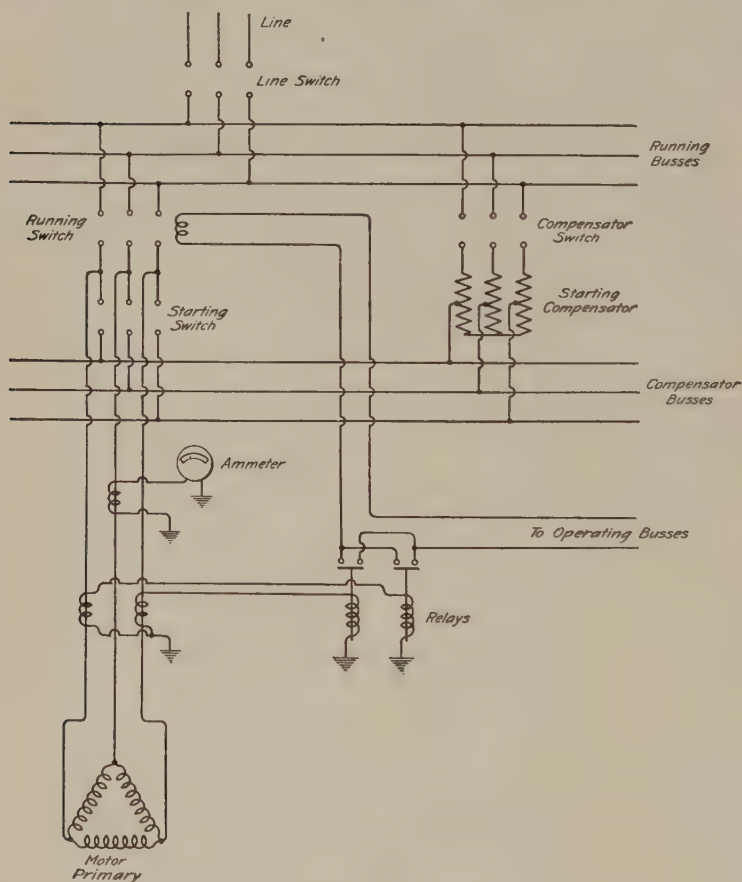 Line
Line Switch
Running
Busses
Running
Switch
Compensator
Switch
Starting
Switch
Starting
Compensator
Compensator
Busses
Ammeter
To Operating Busses
Relays
Motor
Primary